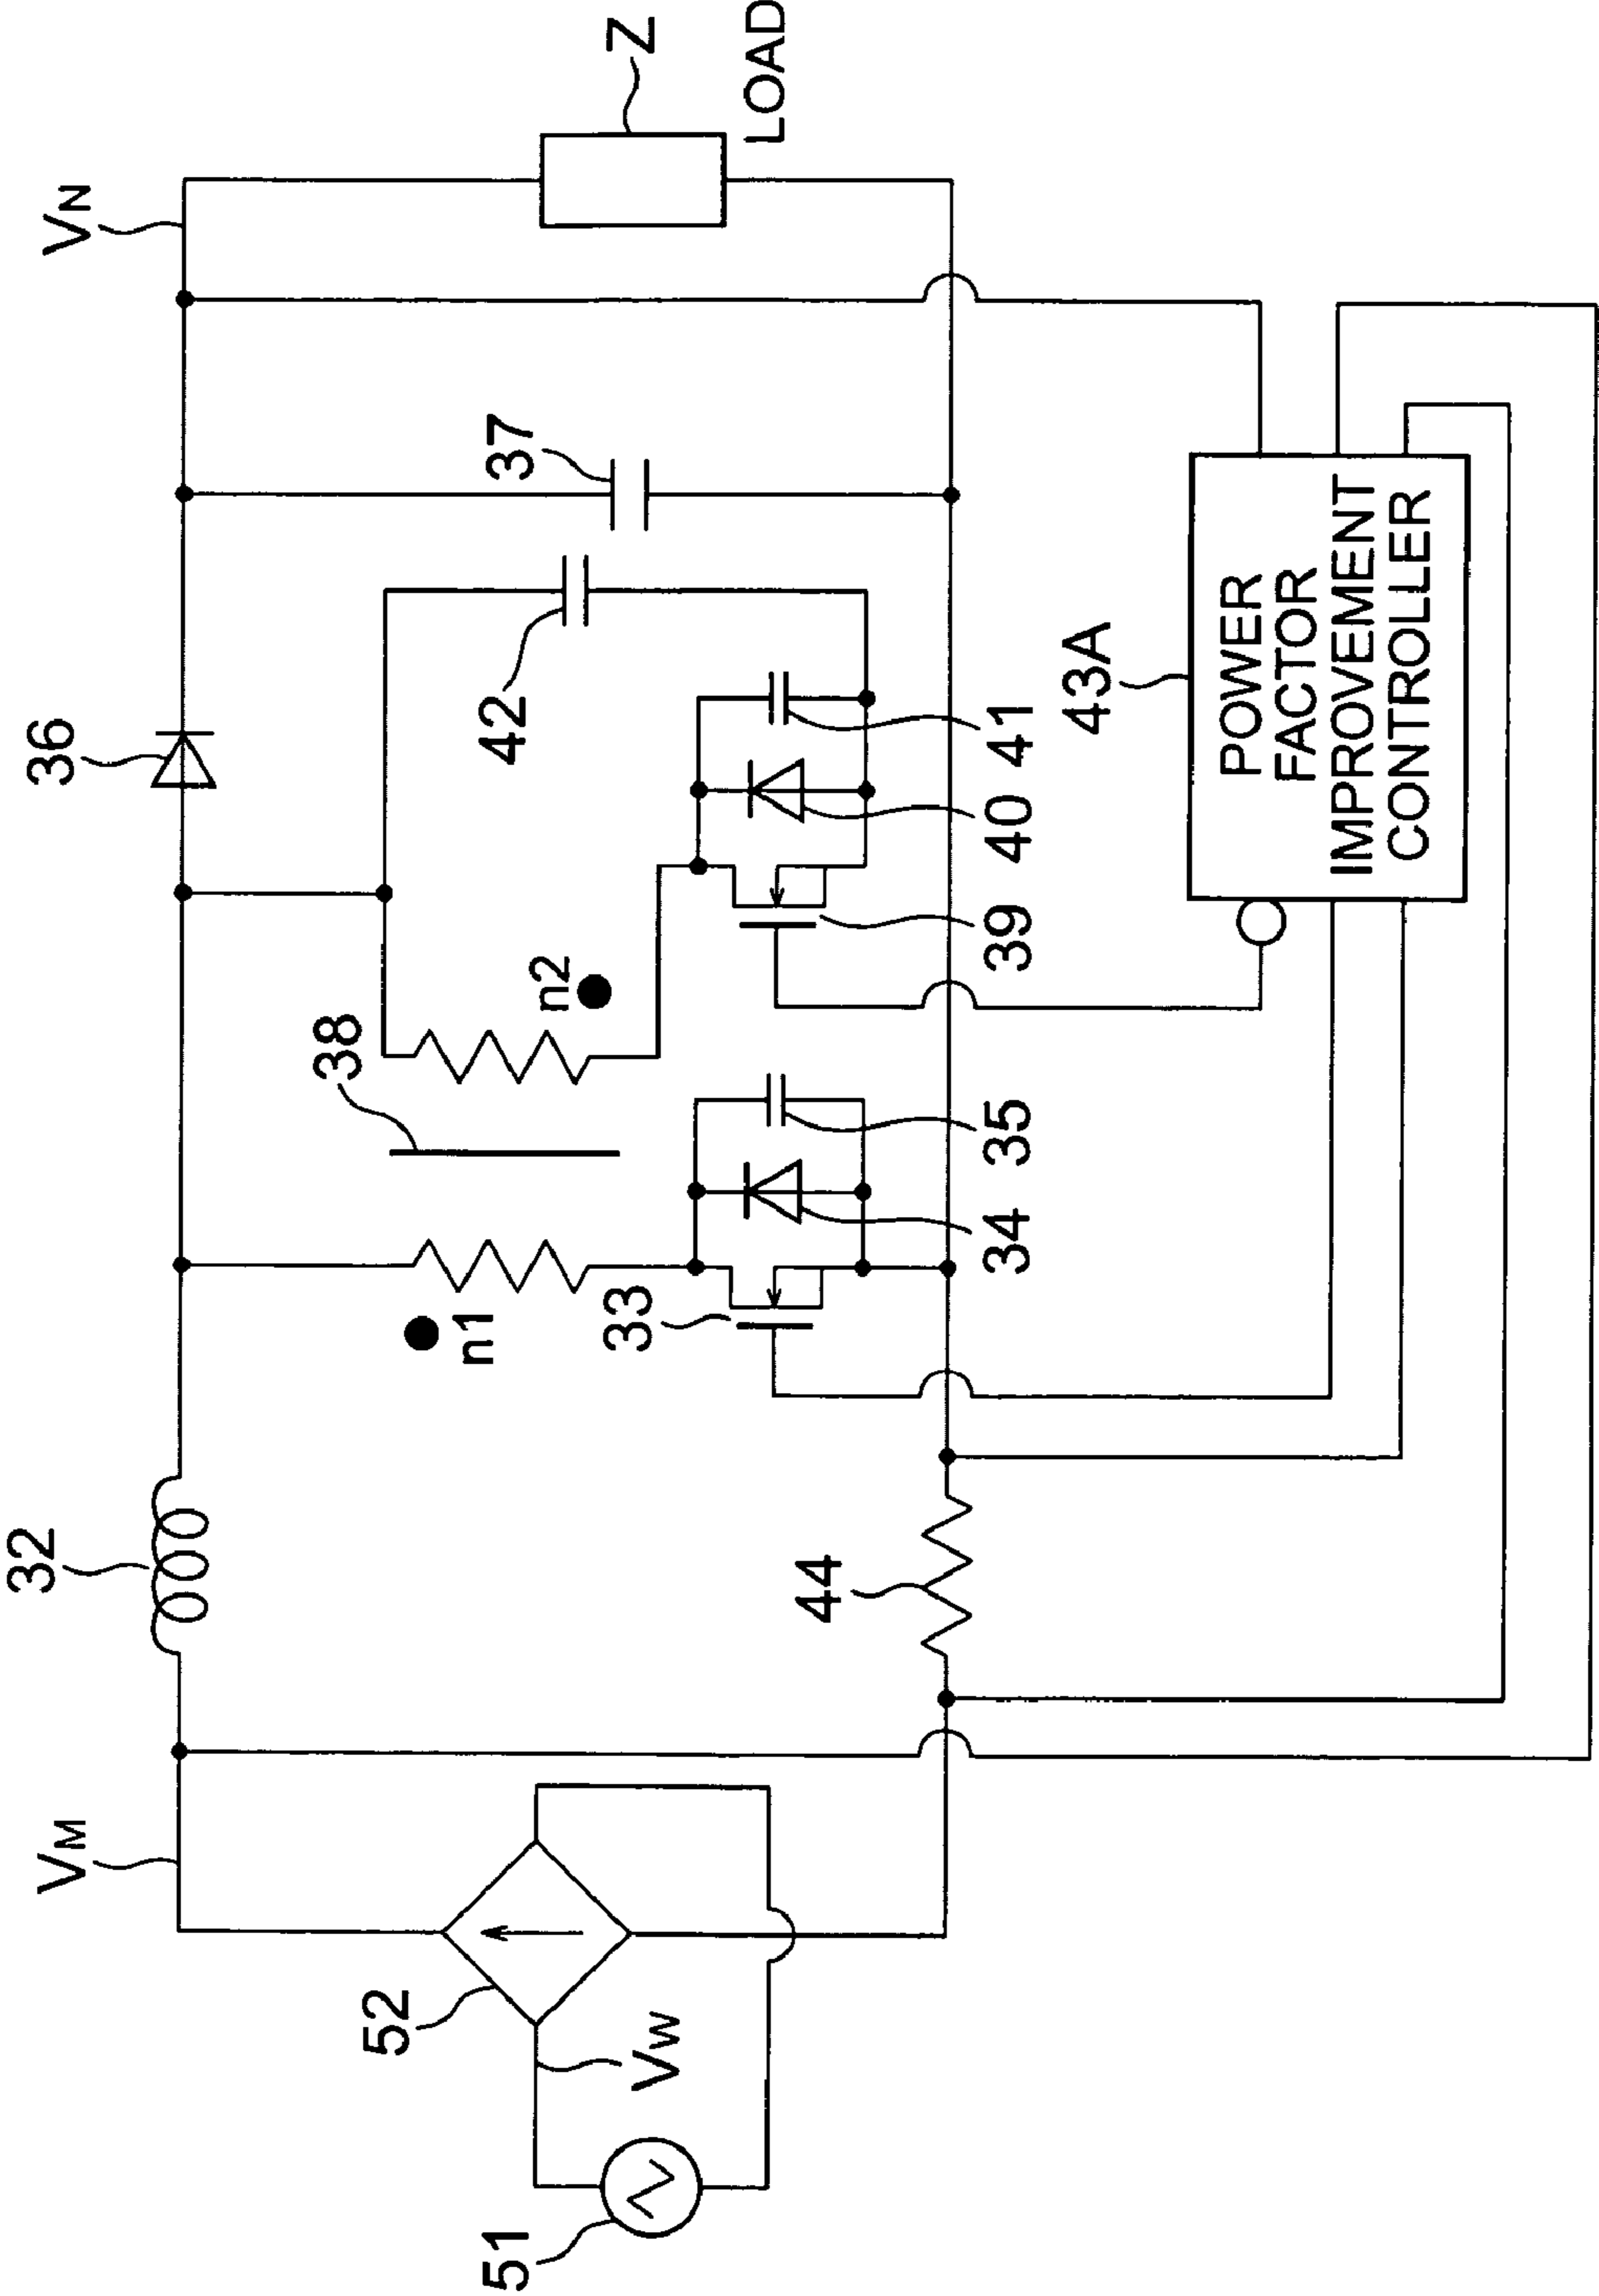 VM
32
36
VN
52
VW
51
n1
38
n2
42
37
Z
LOAD
33
34
35
39
40
41
44
43A
POWER
FACTOR
IMPROVEMENT
CONTROLLER